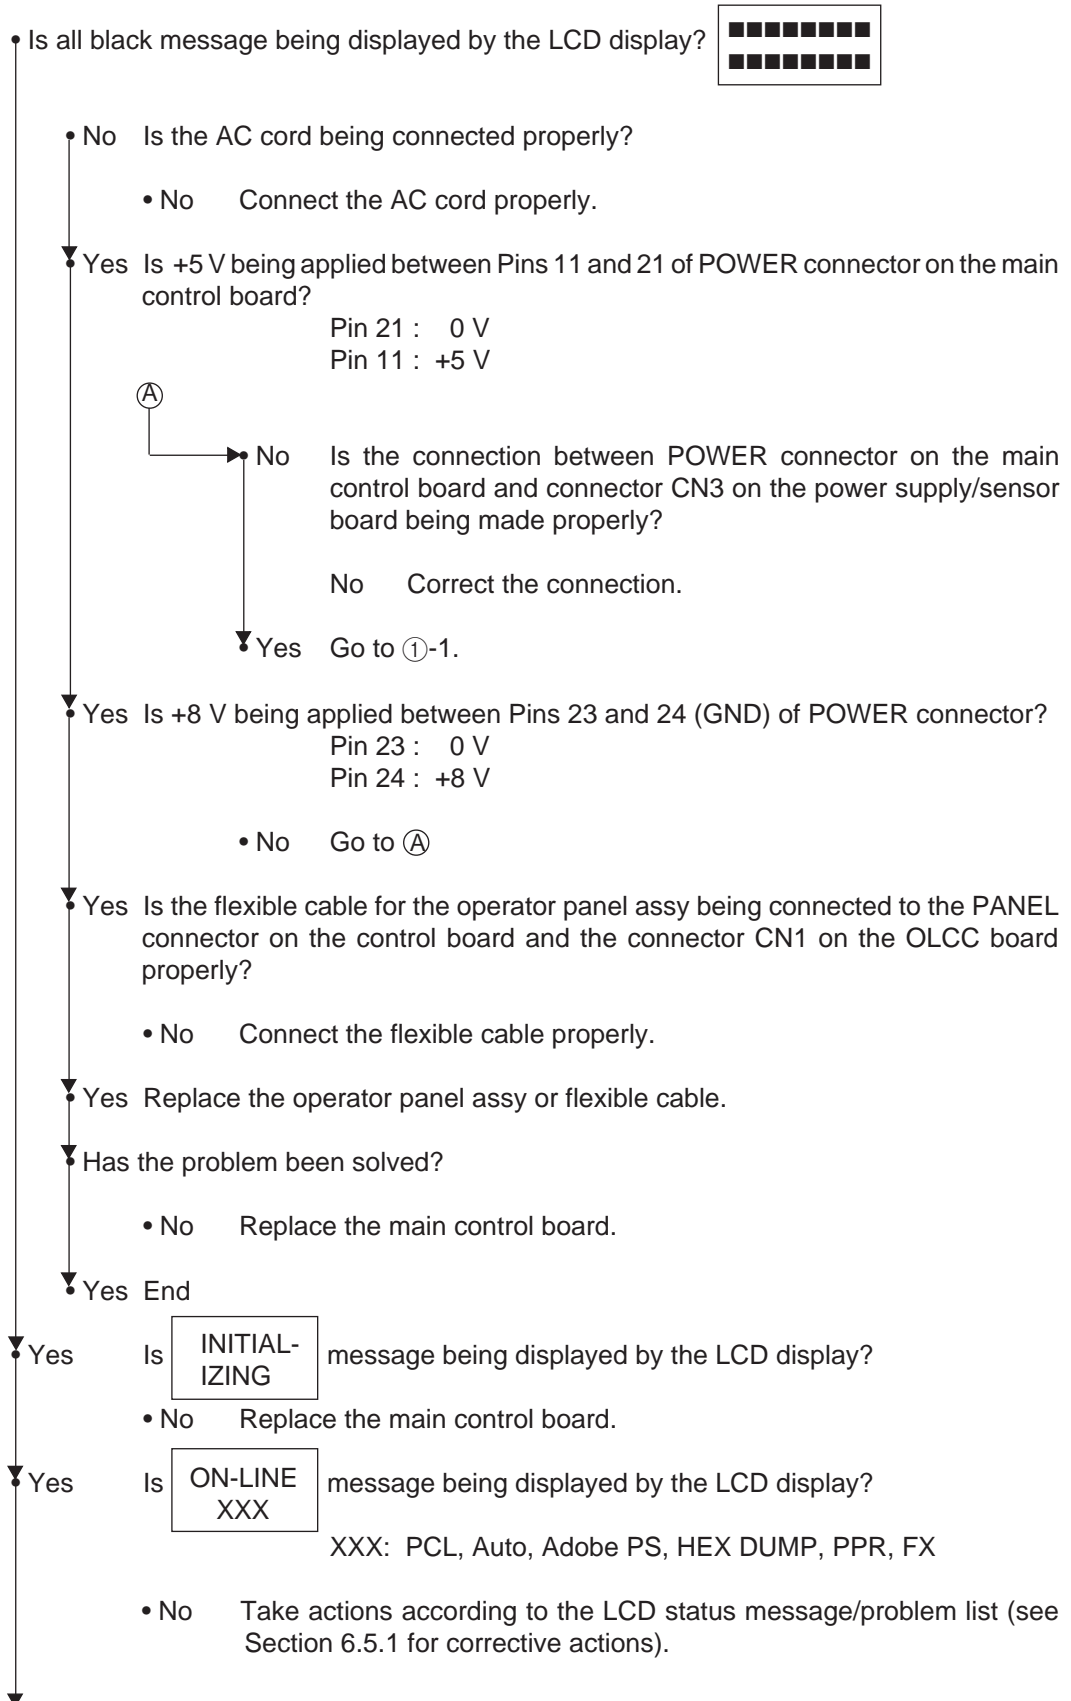 • Is all black message being displayed by the LCD display? ■■■■■■■■
■■■■■■■■
• No Is the AC cord being connected properly?
• No Connect the AC cord properly.
• Yes Is +5 V being applied between Pins 11 and 21 of POWER connector on the main
control board?
Pin 21 : 0 V
Pin 11 : +5 V
Ⓐ
• No Is the connection between POWER connector on the main
control board and connector CN3 on the power supply/sensor
board being made properly?
No Correct the connection.
• Yes Go to ①-1.
• Yes Is +8 V being applied between Pins 23 and 24 (GND) of POWER connector?
Pin 23 : 0 V
Pin 24 : +8 V
• No Go to Ⓐ
• Yes Is the flexible cable for the operator panel assy being connected to the PANEL
connector on the control board and the connector CN1 on the OLCC board
properly?
• No Connect the flexible cable properly.
• Yes Replace the operator panel assy or flexible cable.
• Has the problem been solved?
• No Replace the main control board.
• Yes End
• Yes Is INITIAL-
IZING message being displayed by the LCD display?
• No Replace the main control board.
• Yes Is ON-LINE
XXX message being displayed by the LCD display?
XXX: PCL, Auto, Adobe PS, HEX DUMP, PPR, FX
• No Take actions according to the LCD status message/problem list (see
Section 6.5.1 for corrective actions).